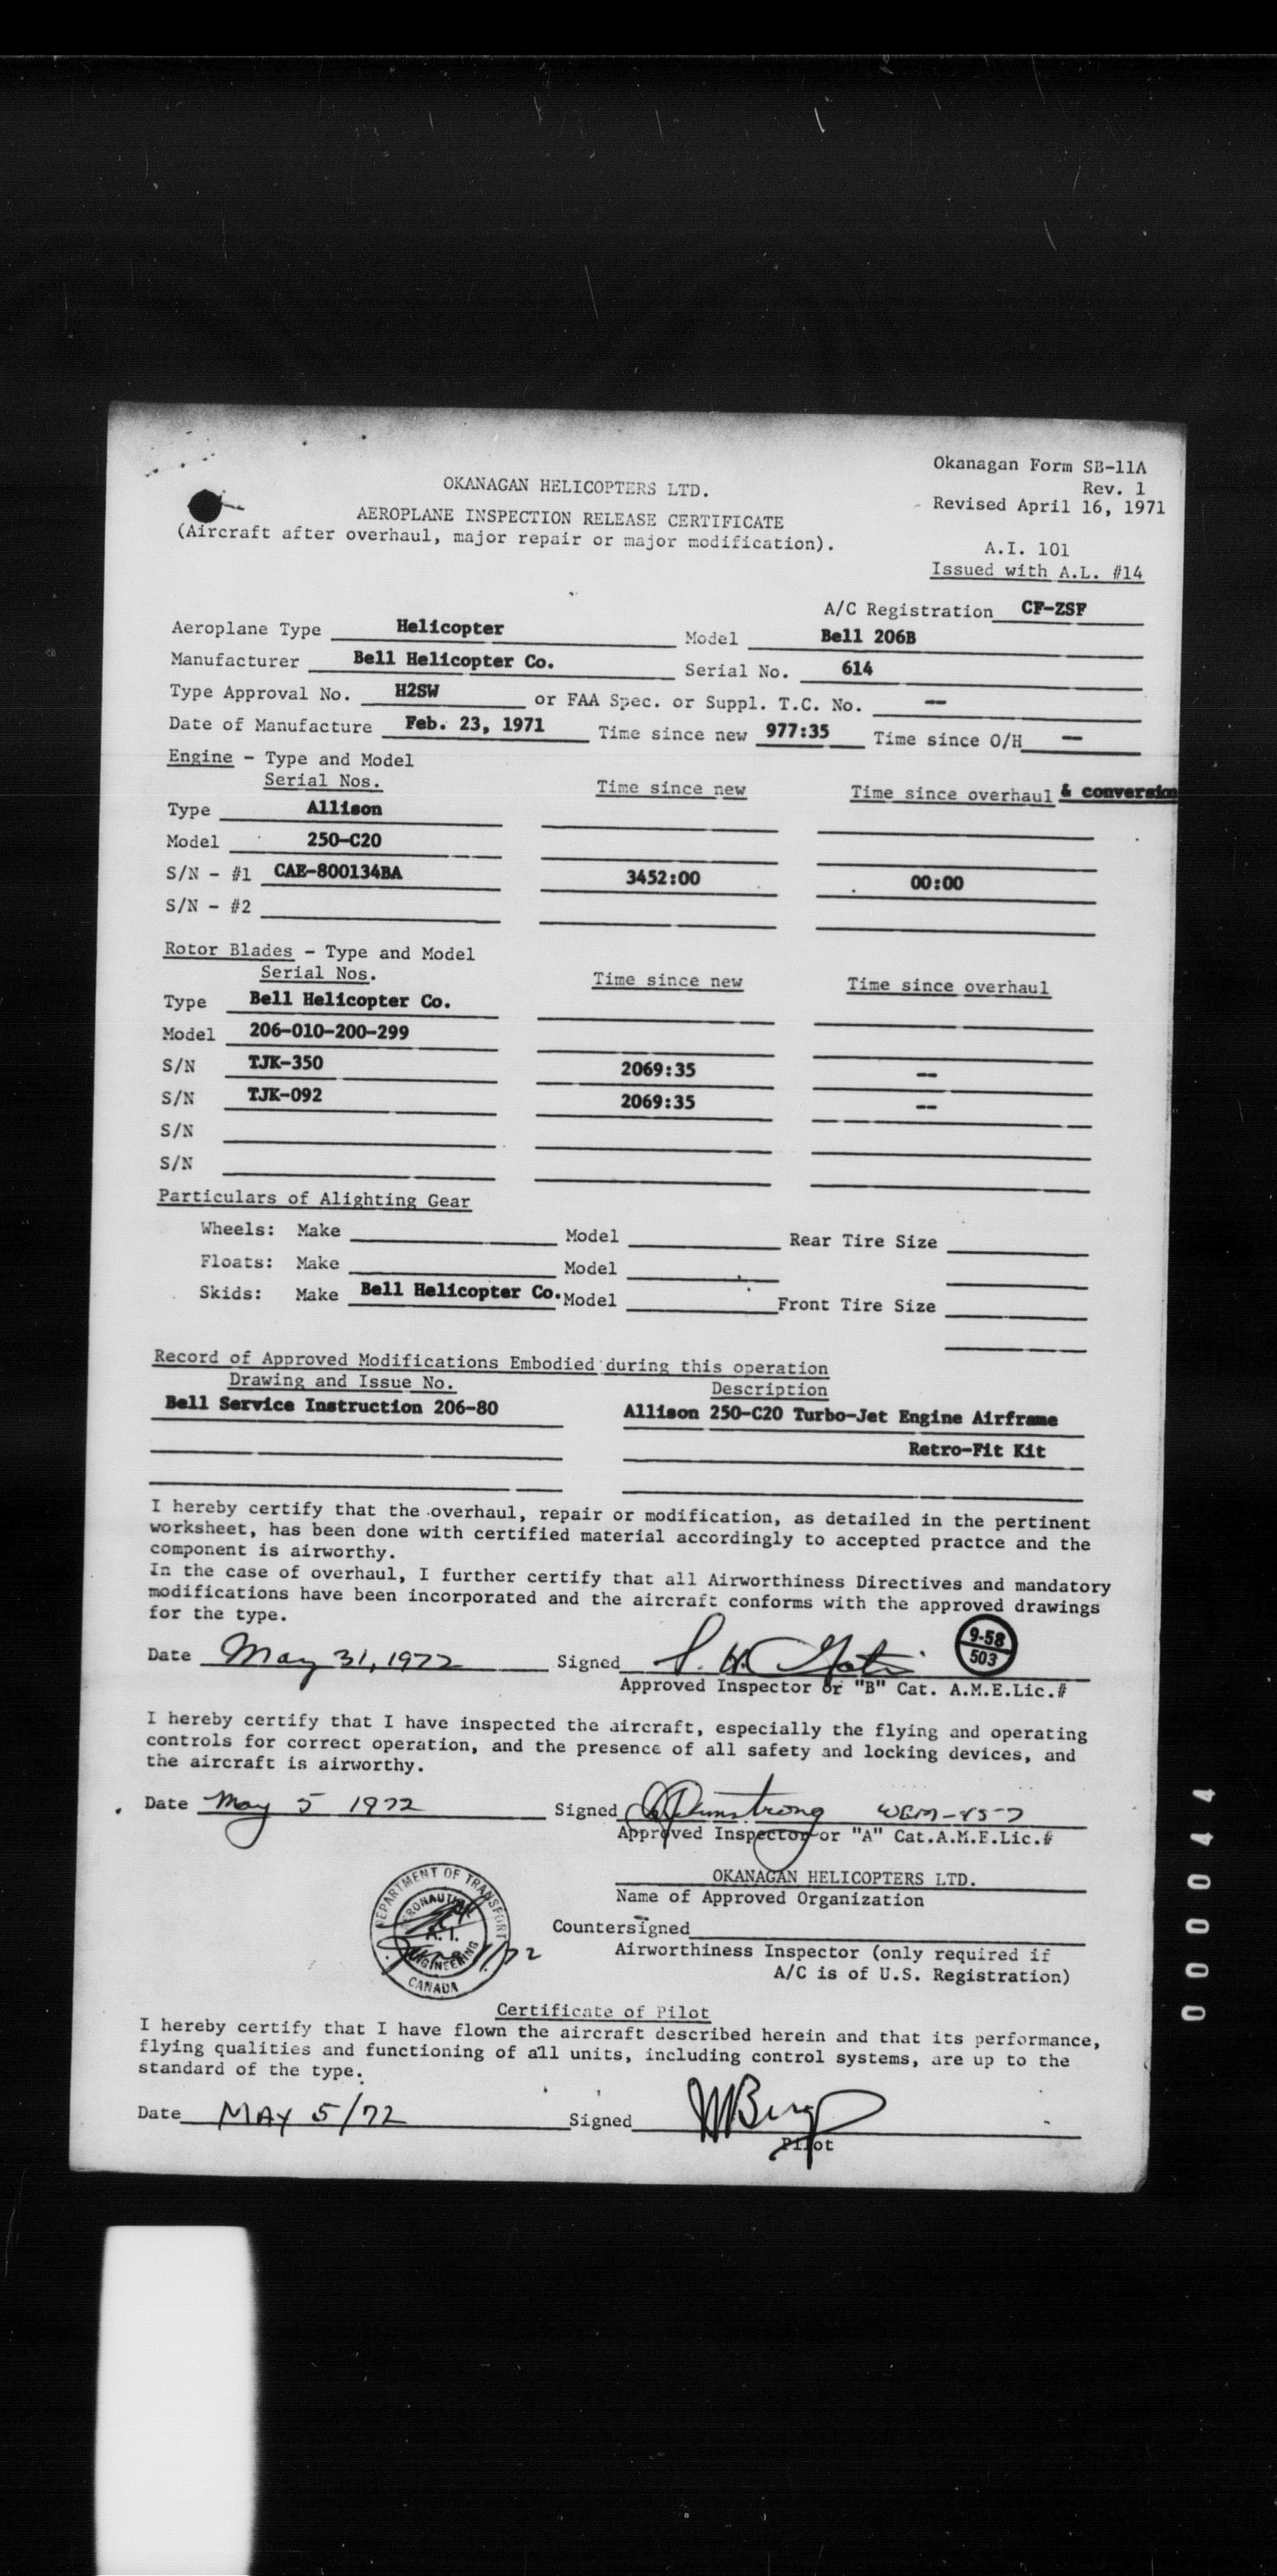 Okanagan Form SB-11A
Rev. 1
Revised April 16, 1971
OKANAGAN HELICOPTERS LTD.
AEROPLANE INSPECTION RELEASE CERTIFICATE
(Aircraft after overhaul, major repair or major modification).
A.I. 101
Issued with A.L. #14
A/C Registration CF-ZSF
Aeroplane Type Helicopter Model Bell 206B
Manufacturer Bell Helicopter Co. Serial No. 614
Type Approval No. H2SW or FAA Spec. or Suppl. T.C. No. --
Date of Manufacture Feb. 23, 1971 Time since new 977:35 Time since O/H --
Engine - Type and Model
Serial Nos. Time since new Time since overhaul & conversion
Type Allison
Model 250-C20
S/N - #1 CAE-800134BA 3452:00 00:00
S/N - #2
Rotor Blades - Type and Model
Serial Nos. Time since new Time since overhaul
Type Bell Helicopter Co.
Model 206-010-200-299
S/N TJK-350 2069:35 --
S/N TJK-092 2069:35 --
S/N
S/N
Particulars of Alighting Gear
Wheels: Make Model Rear Tire Size
Floats: Make Model
Skids: Make Bell Helicopter Co. Model Front Tire Size
Record of Approved Modifications Embodied during this operation
Drawing and Issue No. Description
Bell Service Instruction 206-80 Allison 250-C20 Turbo-Jet Engine Airframe
Retro-Fit Kit
I hereby certify that the overhaul, repair or modification, as detailed in the pertinent
worksheet, has been done with certified material accordingly to accepted practce and the
component is airworthy.
In the case of overhaul, I further certify that all Airworthiness Directives and mandatory
modifications have been incorporated and the aircraft conforms with the approved drawings
for the type.
Date May 31, 1972 Signed 9-58 503
Approved Inspector or "B" Cat. A.M.E.Lic.#
I hereby certify that I have inspected the aircraft, especially the flying and operating
controls for correct operation, and the presence of all safety and locking devices, and
the aircraft is airworthy.
Date May 5 1972 Signed Armstrong
Approved Inspector or "A" Cat.A.M.E.Lic.#
OKANAGAN HELICOPTERS LTD.
Name of Approved Organization
DEPARTMENT OF TRANSPORT
AERONAUTICAL
A.I.
ENGINEERING
CANADA
Countersigned
Airworthiness Inspector (only required if
A/C is of U.S. Registration)
Certificate of Pilot
I hereby certify that I have flown the aircraft described herein and that its performance,
flying qualities and functioning of all units, including control systems, are up to the
standard of the type.
Date MAY 5/72 Signed
Pilot
000044